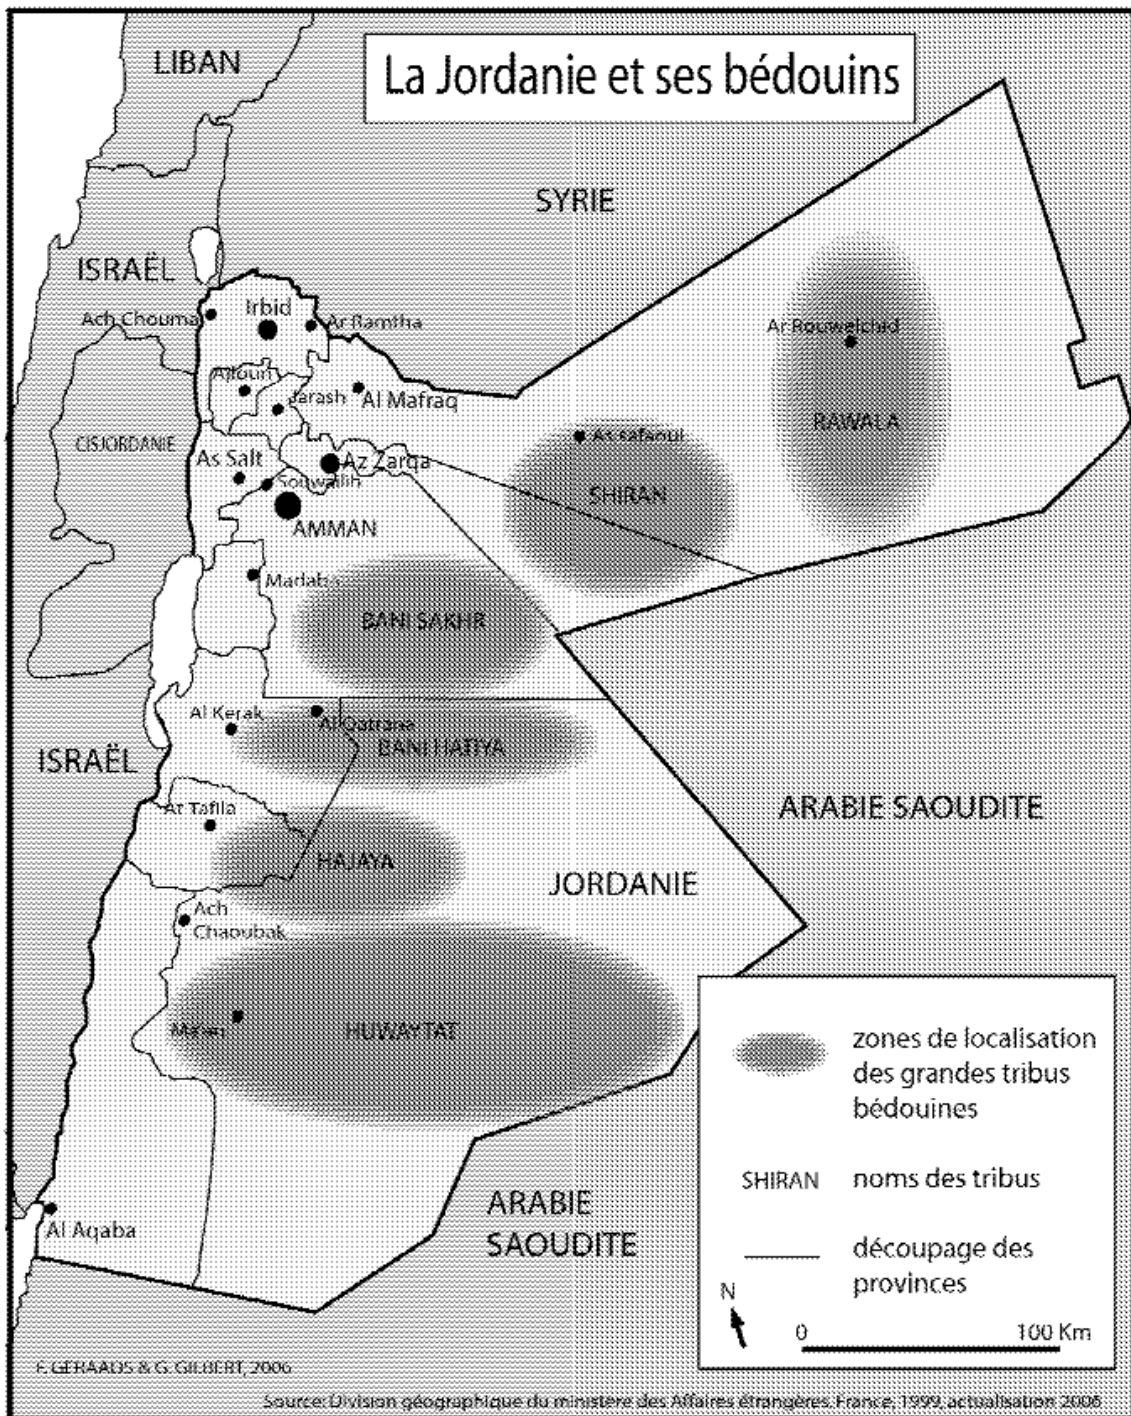 La Jordanie et ses bédouins
LIBAN
SYRIE
ISRAËL
Ach Chouma
Irbid
Ar Ramtha
Ar Rouweichid
Ajloun
Jarash
Al Mafraq
RAWALA
CISJORDANIE
As safaoui
As Salt
Az Zarqa
Souwailih
SHIRAN
AMMAN
Madaba
BANI SAKHR
Al Kerak
Al Qatrana
BANI HATIYA
ISRAËL
At Tafila
ARABIE SAOUDITE
HAJAYA
JORDANIE
Ach
Chaoubak
Ma'an
HUWAYTAT
Al Aqaba
ARABIE
SAOUDITE
zones de localisation
des grandes tribus
bédouines
SHIRAN noms des tribus
découpage des
provinces
N
0 100 Km
F. GERAADS & G. GILBERT, 2006
Source: Division géographique du ministère des Affaires étrangères, France, 1999, actualisation 2006